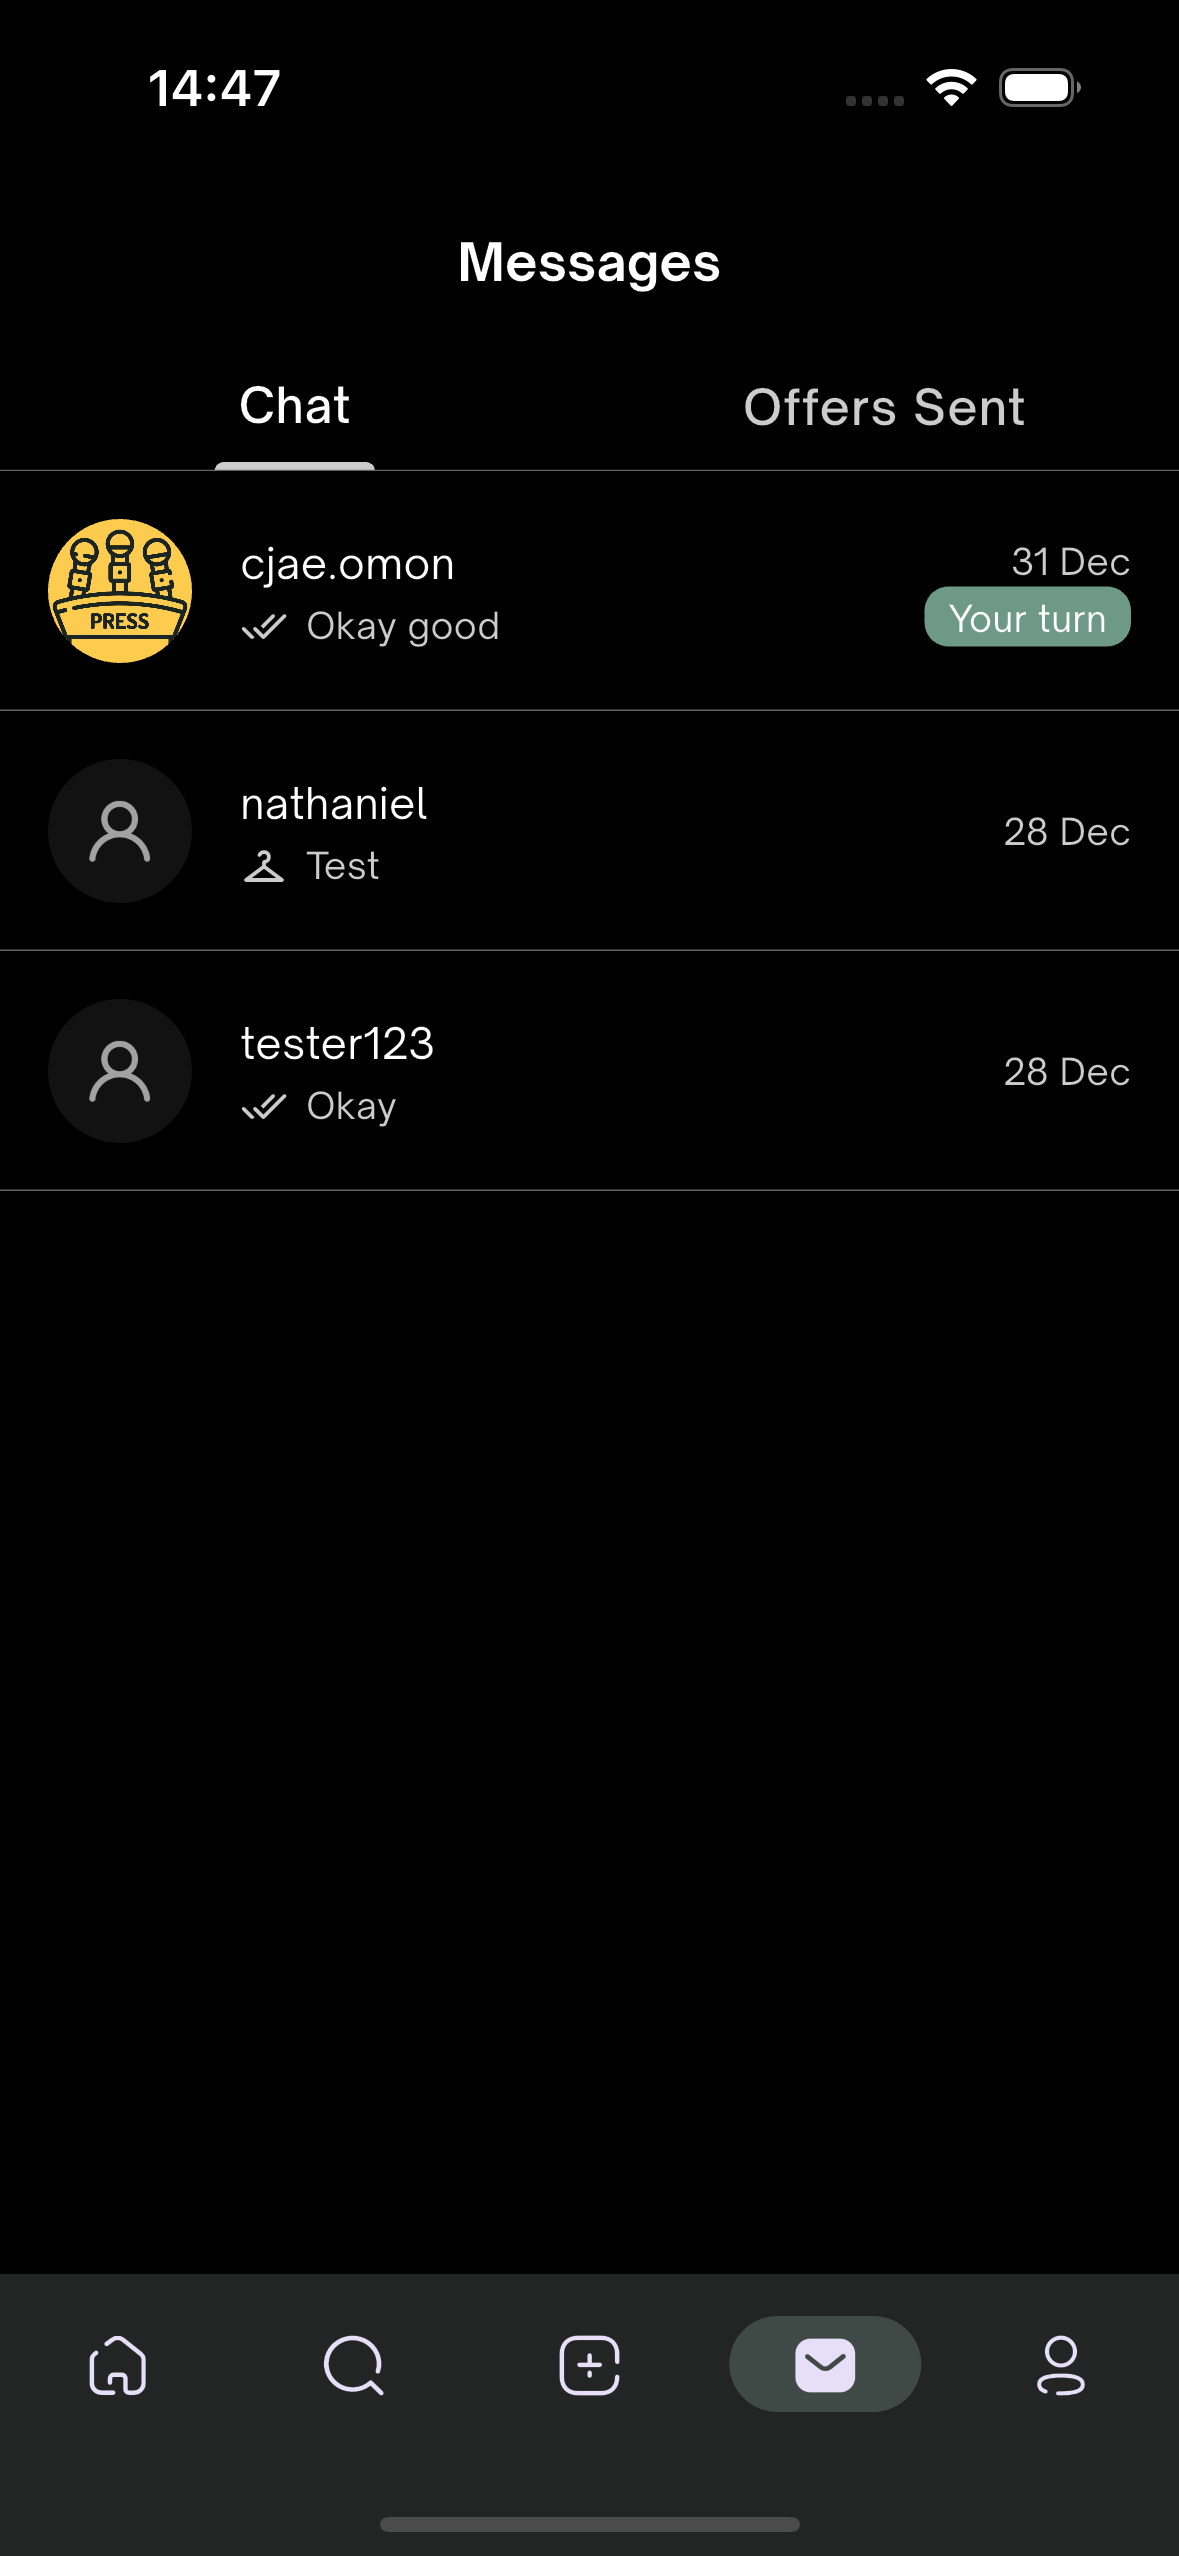 14:47
Messages
Chat
Offers Sent
PRESS
cjae.omon
31 Dec
Okay good
Your turn
nathaniel
Test
28 Dec
tester123
Okay
28 Dec